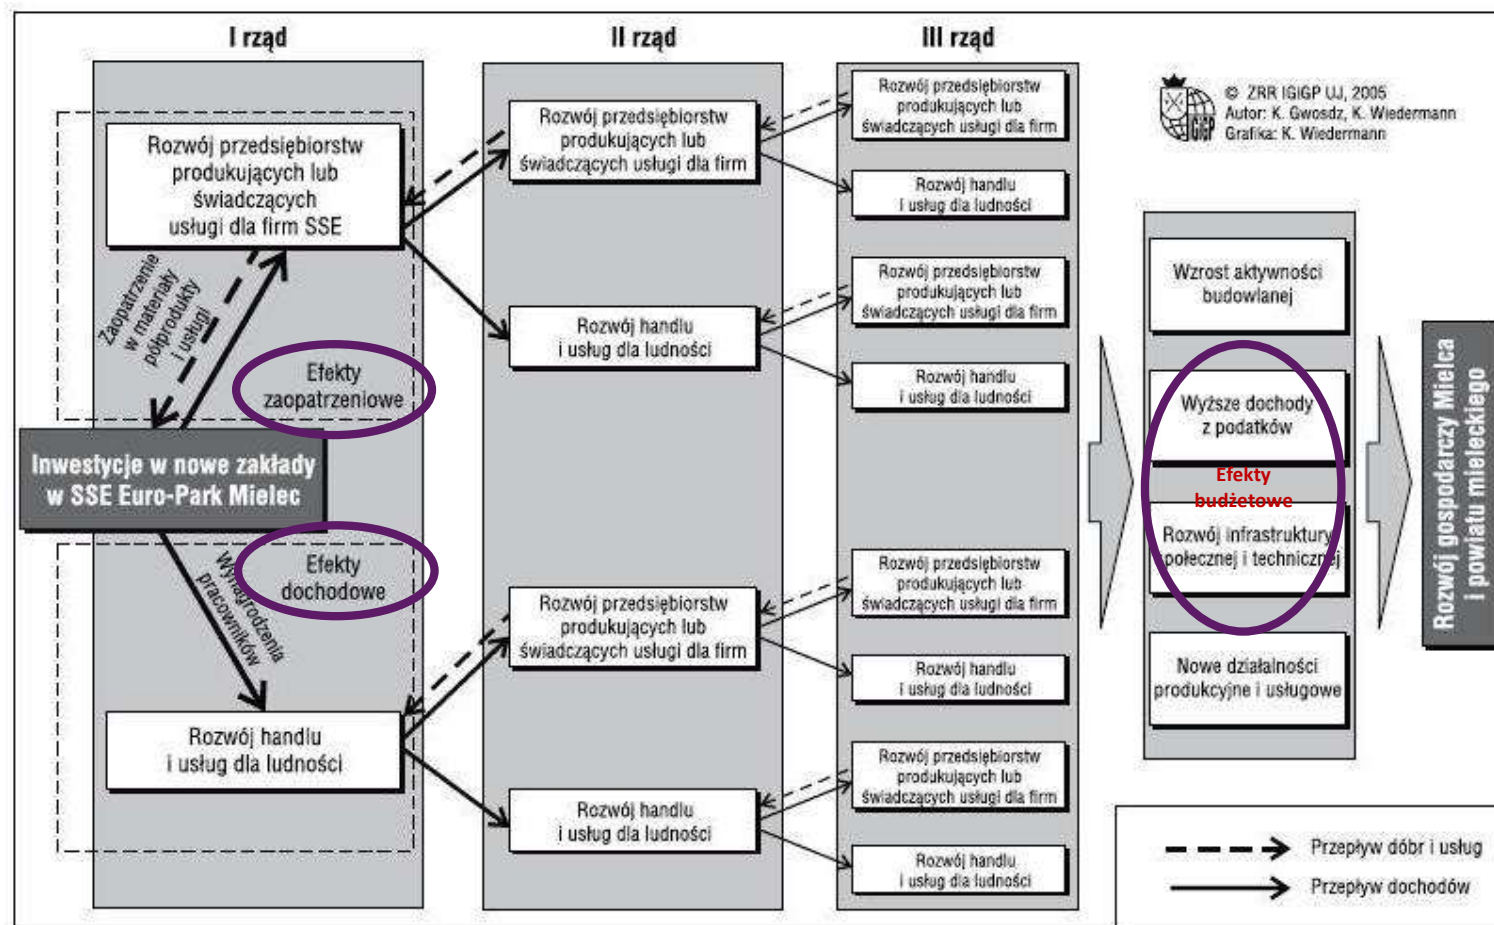 I rząd
II rząd
III rząd
Rozwój przedsiębiorstw
produkujących lub
świadczących
usługi dla firm SSE
Zaopatrzenie
w materiały
półprodukty
i usługi
Efekty
zaopatrzeniowe
Inwestycje w nowe zakłady
w SSE Euro-Park Mielec
Efekty
dochodowe
Wynagrodzenia
pracowników
Rozwój handlu
i usług dla ludności
Rozwój przedsiębiorstw
produkujących lub
świadczących usługi dla firm
Rozwój handlu
i usług dla ludności
Rozwój przedsiębiorstw
produkujących lub
świadczących usługi dla firm
Rozwój handlu
i usług dla ludności
Rozwój przedsiębiorstw
produkujących lub
świadczących usługi dla firm
Rozwój handlu
i usług dla ludności
Rozwój przedsiębiorstw
produkujących lub
świadczących usługi dla firm
Rozwój handlu
i usług dla ludności
Rozwój przedsiębiorstw
produkujących lub
świadczących usługi dla firm
Rozwój handlu
i usług dla ludności
Rozwój przedsiębiorstw
produkujących lub
świadczących usługi dla firm
Rozwój handlu
i usług dla ludności
© ZRR IGiGP UJ, 2005
Autor: K. Gwosdz, K. Wiedermann
Grafika: K. Wiedermann
Wzrost aktywności
budowlanej
Wyższe dochody
z podatków
Efekty
budżetowe
Rozwój infrastruktury
społecznej i technicznej
Nowe działalności
produkcyjne i usługowe
Rozwój gospodarczy Mielca
i powiatu mieleckiego
Przepływ dóbr i usług
Przepływ dochodów